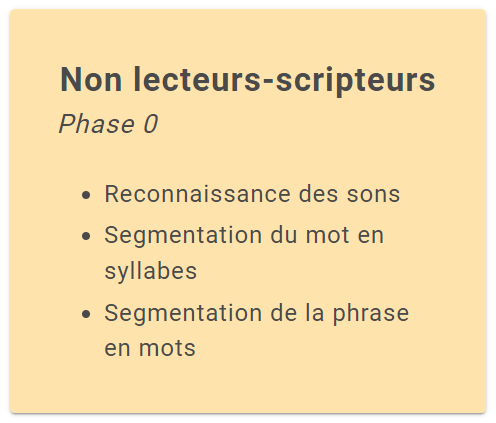 Non lecteurs-scripteurs
Phase 0
• Reconnaissance des sons
• Segmentation du mot en
syllabes
• Segmentation de la phrase
en mots